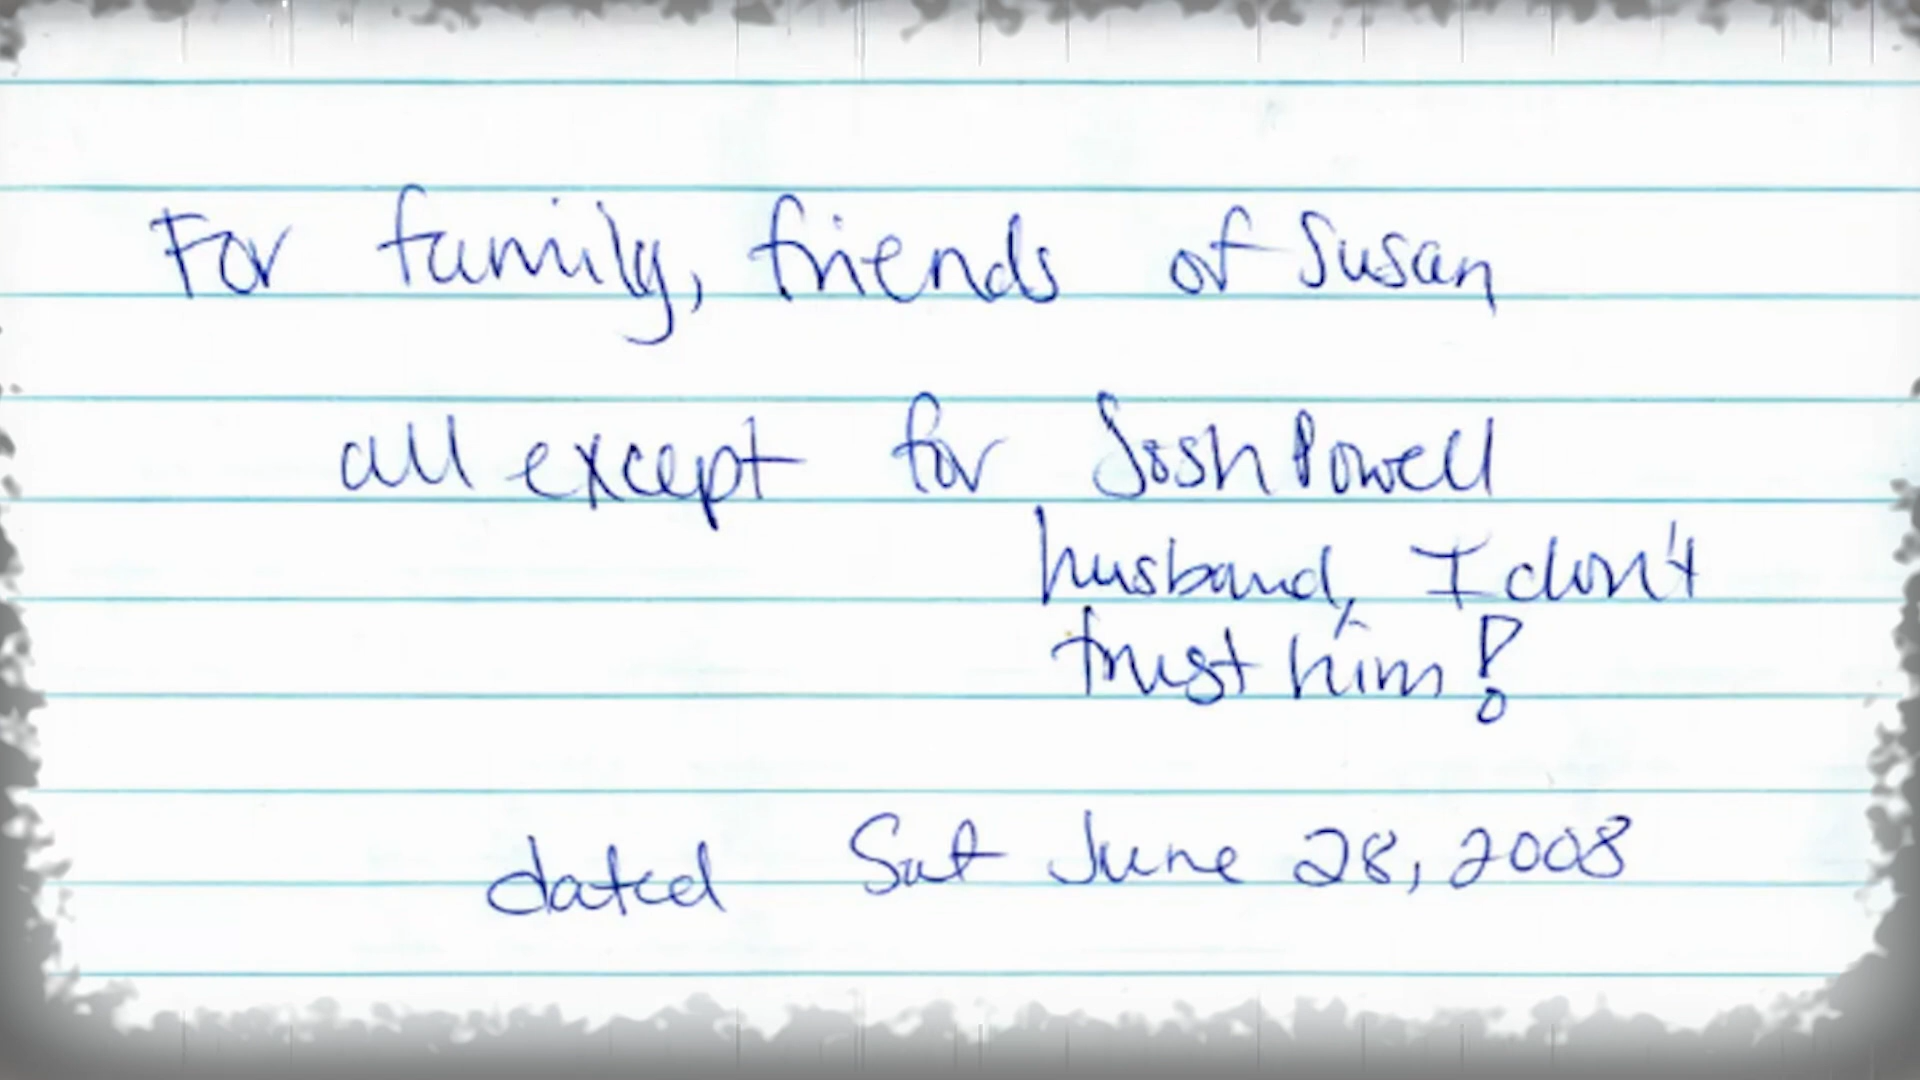 For family, friends of Susan
all except for Josh Powell
husband, I don't
trust him!
dated Sat June 28, 2008